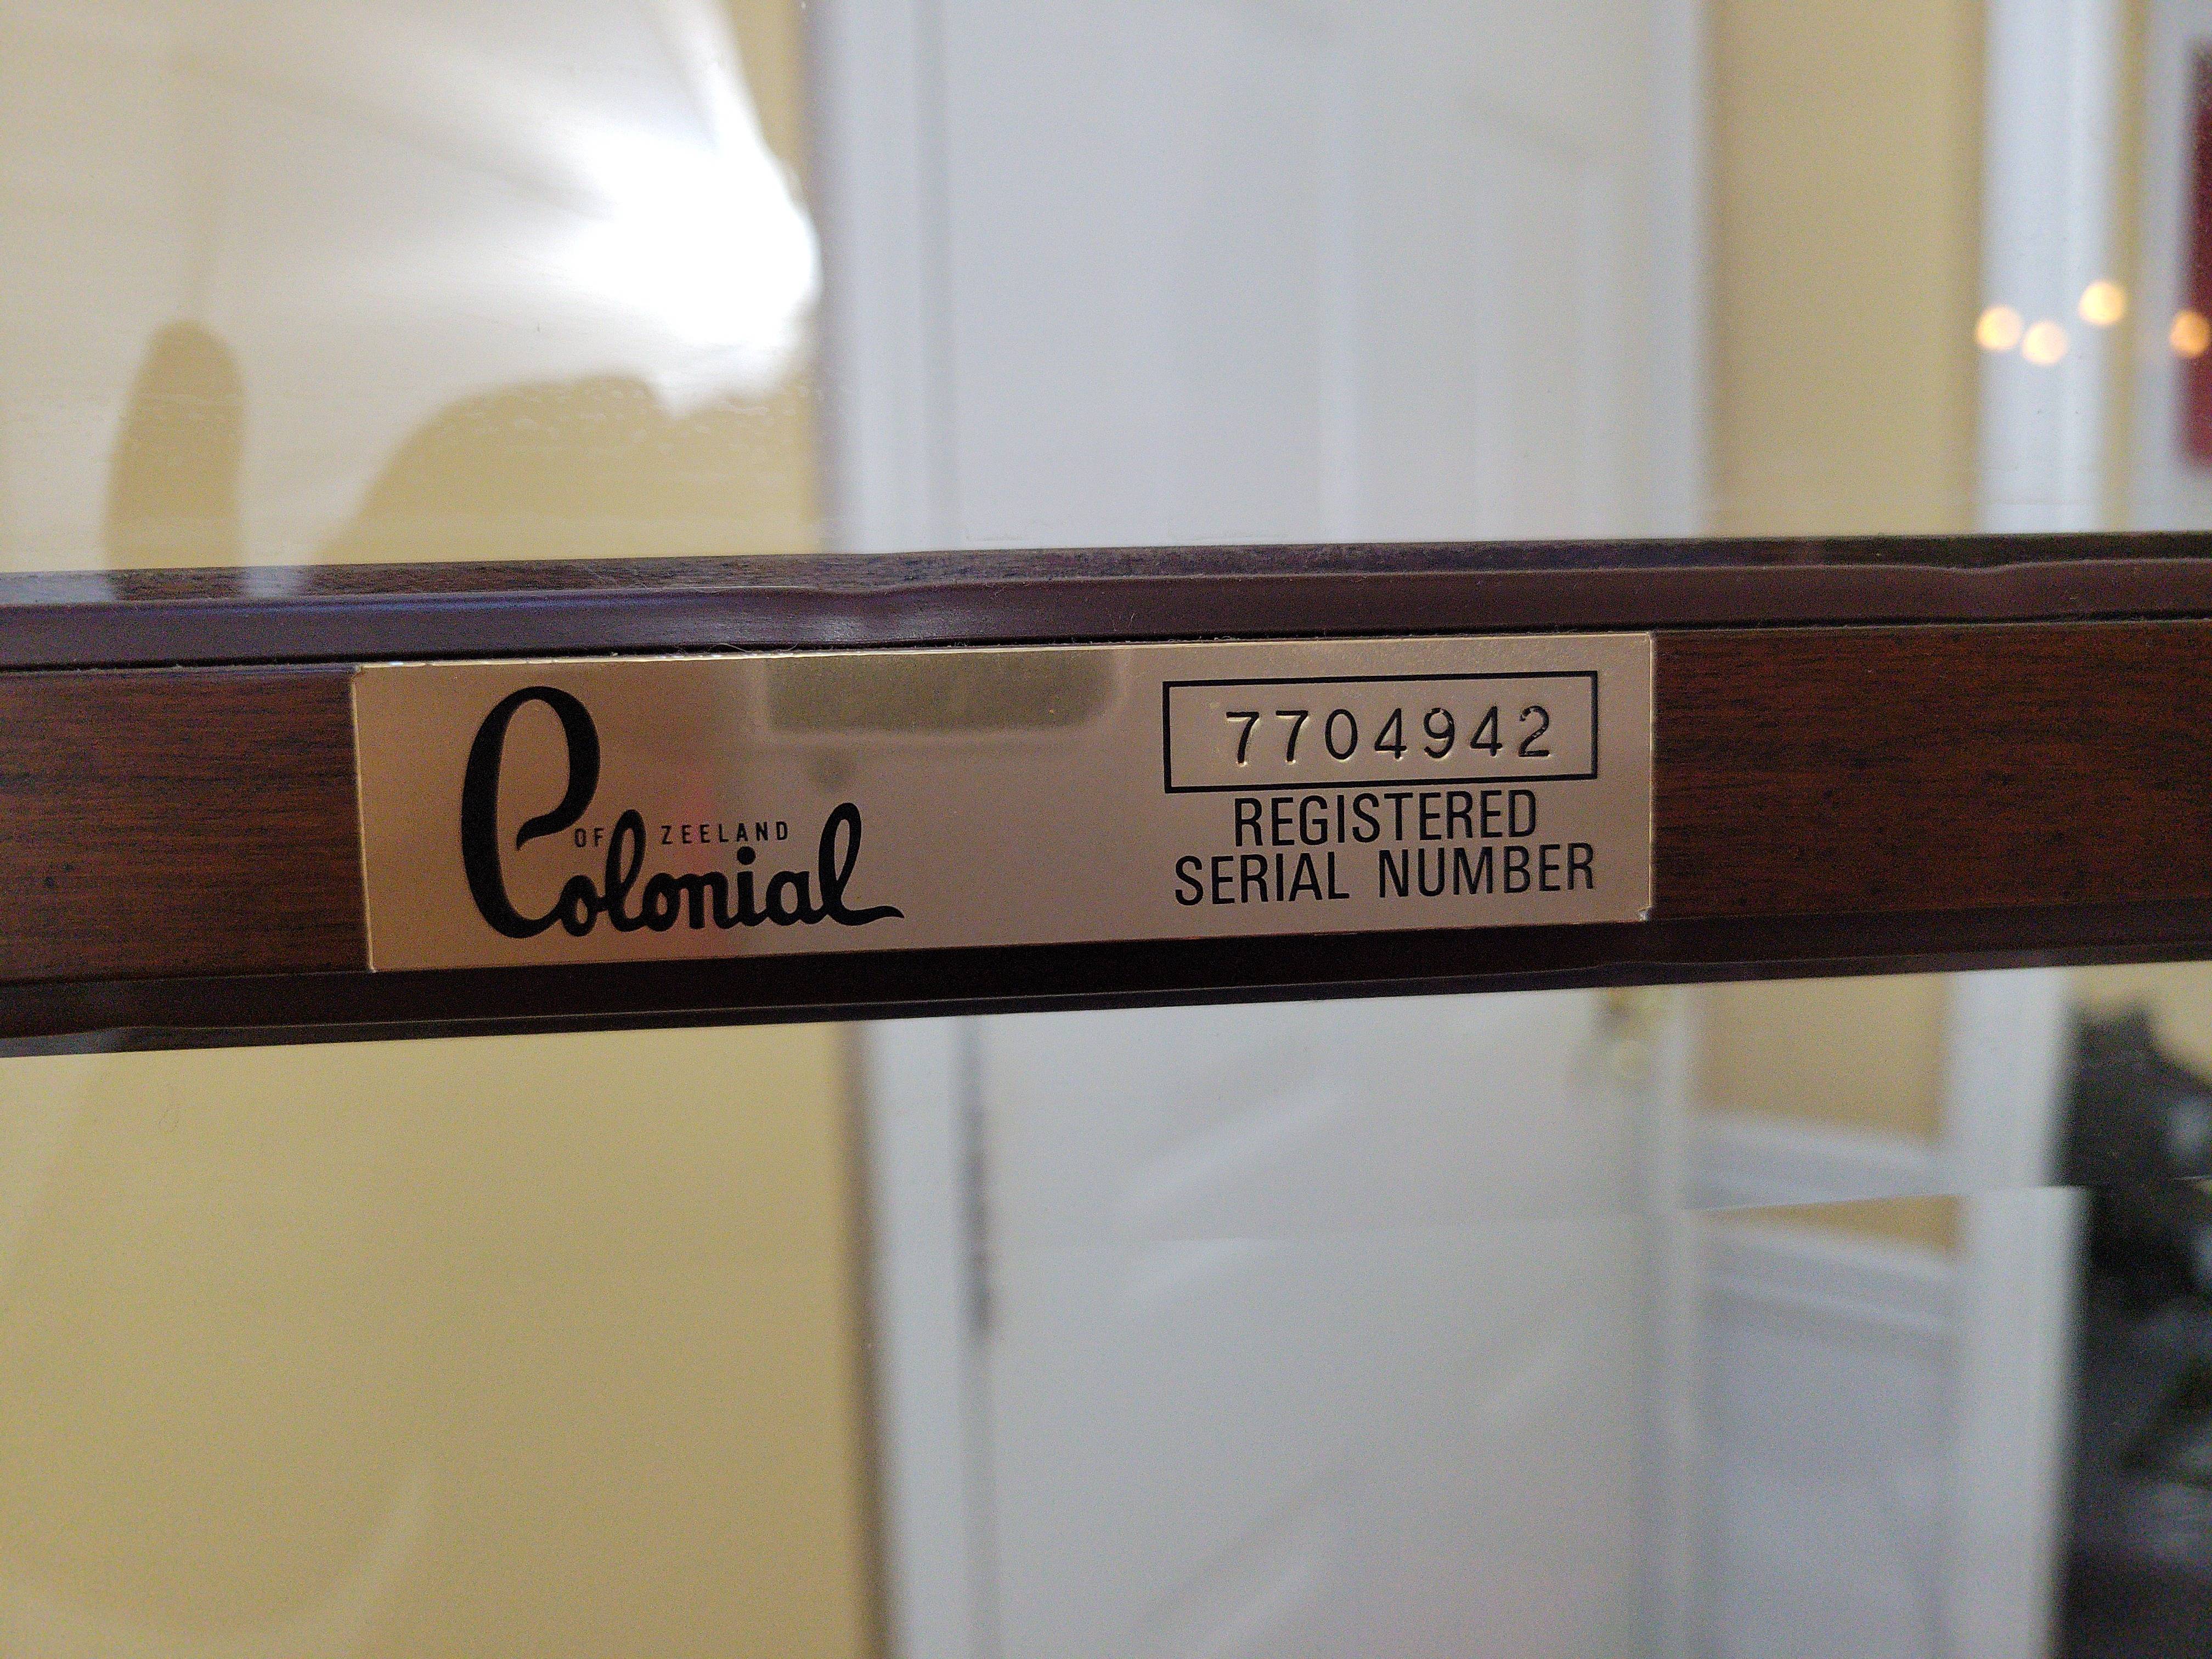 OF ZEELAND
Colonial
7704942
REGISTERED
SERIAL NUMBER